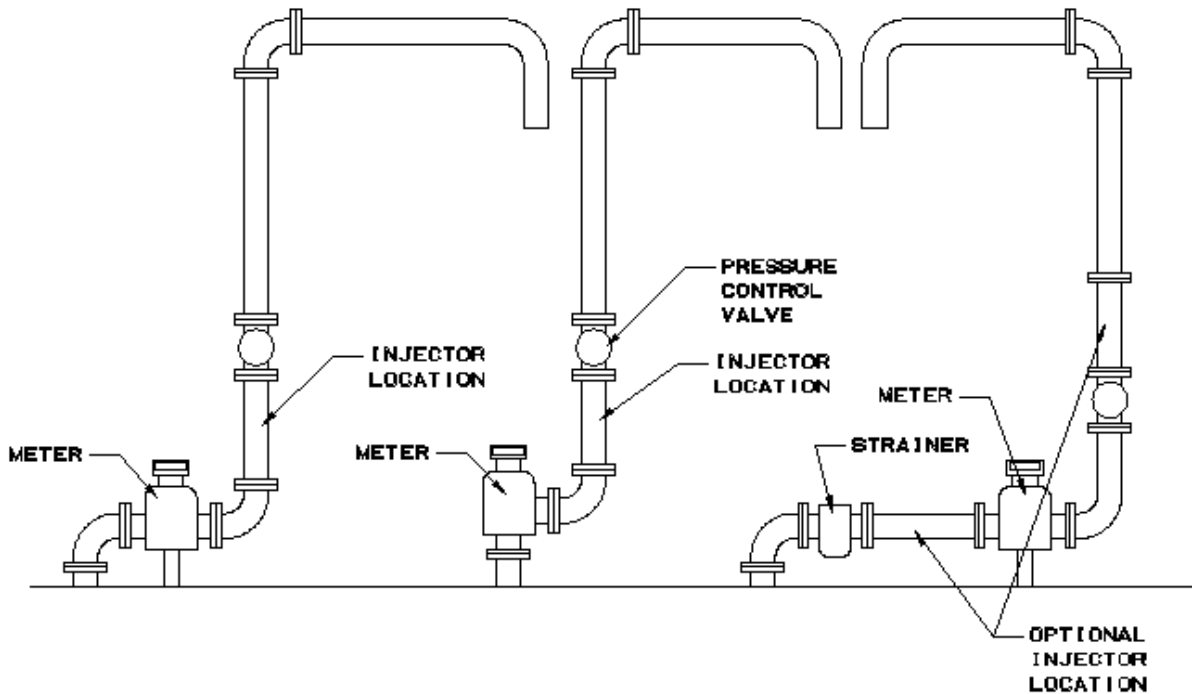 PRESSURE
CONTROL
VALVE
INJECTOR
LOCATION
INJECTOR
LOCATION
METER
METER
METER
STRAINER
OPTIONAL
INJECTOR
LOCATION